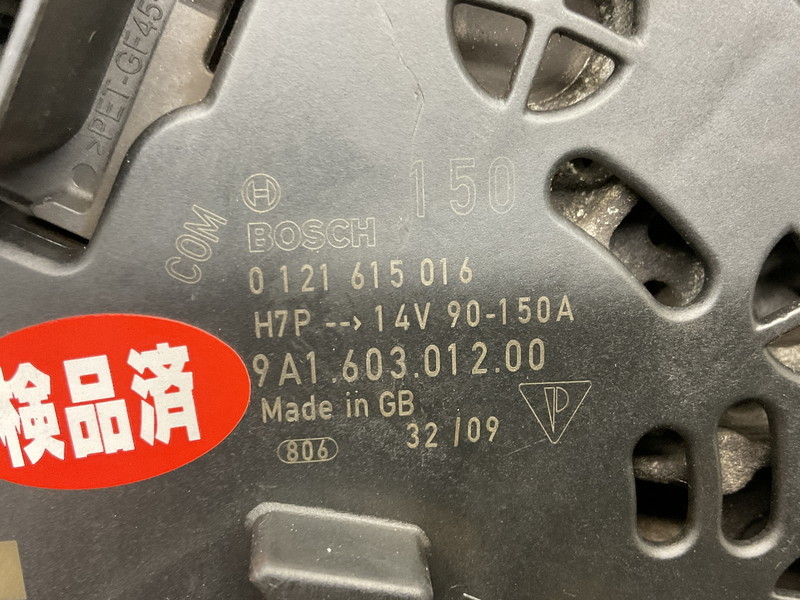 >PET-GF45
150
COM
BOSCH
0 121 615 016
H7P --> 14V 90-150A
9A1.603.012.00
Made in GB
32/09
806
検品済